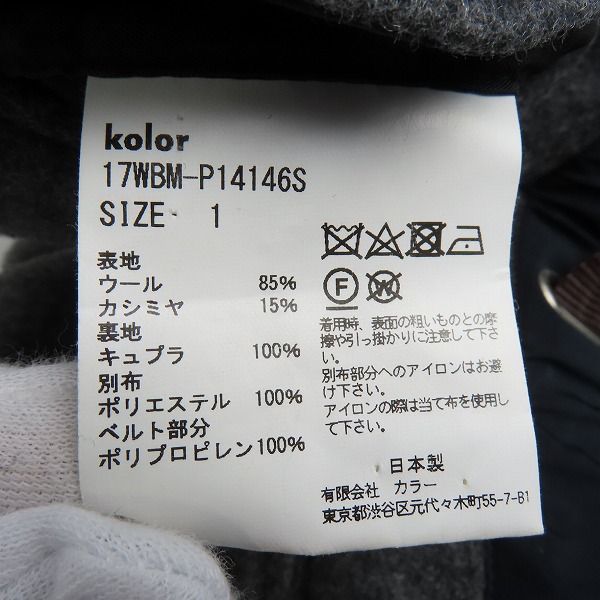 kolor
17WBM-P14146S
SIZE 1
表地
ウール 85%
カシミヤ 15%
裏地
キュプラ 100%
別布
ポリエステル 100%
ベルト部分
ポリプロピレン100%
F W
着用時、表面の粗いものとの摩
擦や引っ掛かりに注意して下さ
い。
別布部分へのアイロンはお避
け下さい。
アイロンの際は当て布を使用し
て下さい。
日本製
有限会社 カラー
東京都渋谷区元代々木町55-7-B1